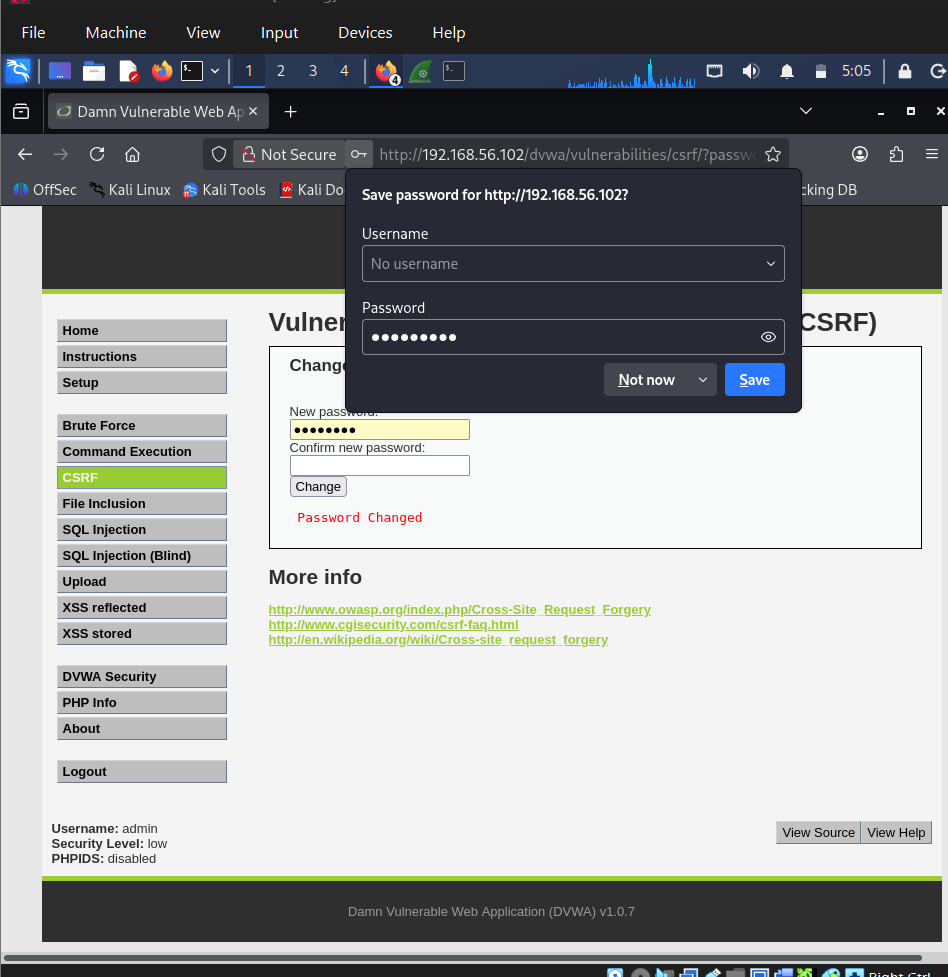 File Machine View Input Devices Help
1 2 3 4 4 5:05
Damn Vulnerable Web Ap
Not Secure http://192.168.56.102/dvwa/vulnerabilities/csrf/?passw
OffSec Kali Linux Kali Tools Kali Do cking DB
Save password for http://192.168.56.102?
Username
No username
Password
Not now Save
Vulner CSRF)
Home
Instructions
Setup
Brute Force
Command Execution
CSRF
File Inclusion
SQL Injection
SQL Injection (Blind)
Upload
XSS reflected
XSS stored
DVWA Security
PHP Info
About
Logout
Change
New password:
Confirm new password:
Change
Password Changed
More info
http://www.owasp.org/index.php/Cross-Site_Request_Forgery
http://www.cgisecurity.com/csrf-faq.html
http://en.wikipedia.org/wiki/Cross-site_request_forgery
Username: admin
Security Level: low
PHPIDS: disabled
View Source View Help
Damn Vulnerable Web Application (DVWA) v1.0.7
Right Ctrl